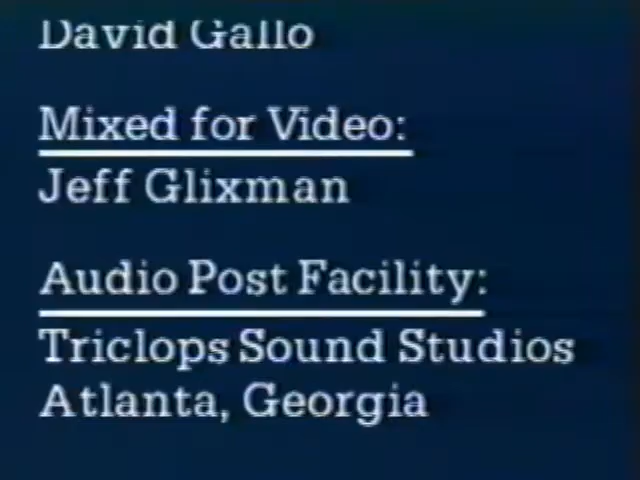 David Gallo
Mixed for Video:
Jeff Glixman
Audio Post Facility:
Triclops Sound Studios
Atlanta, Georgia